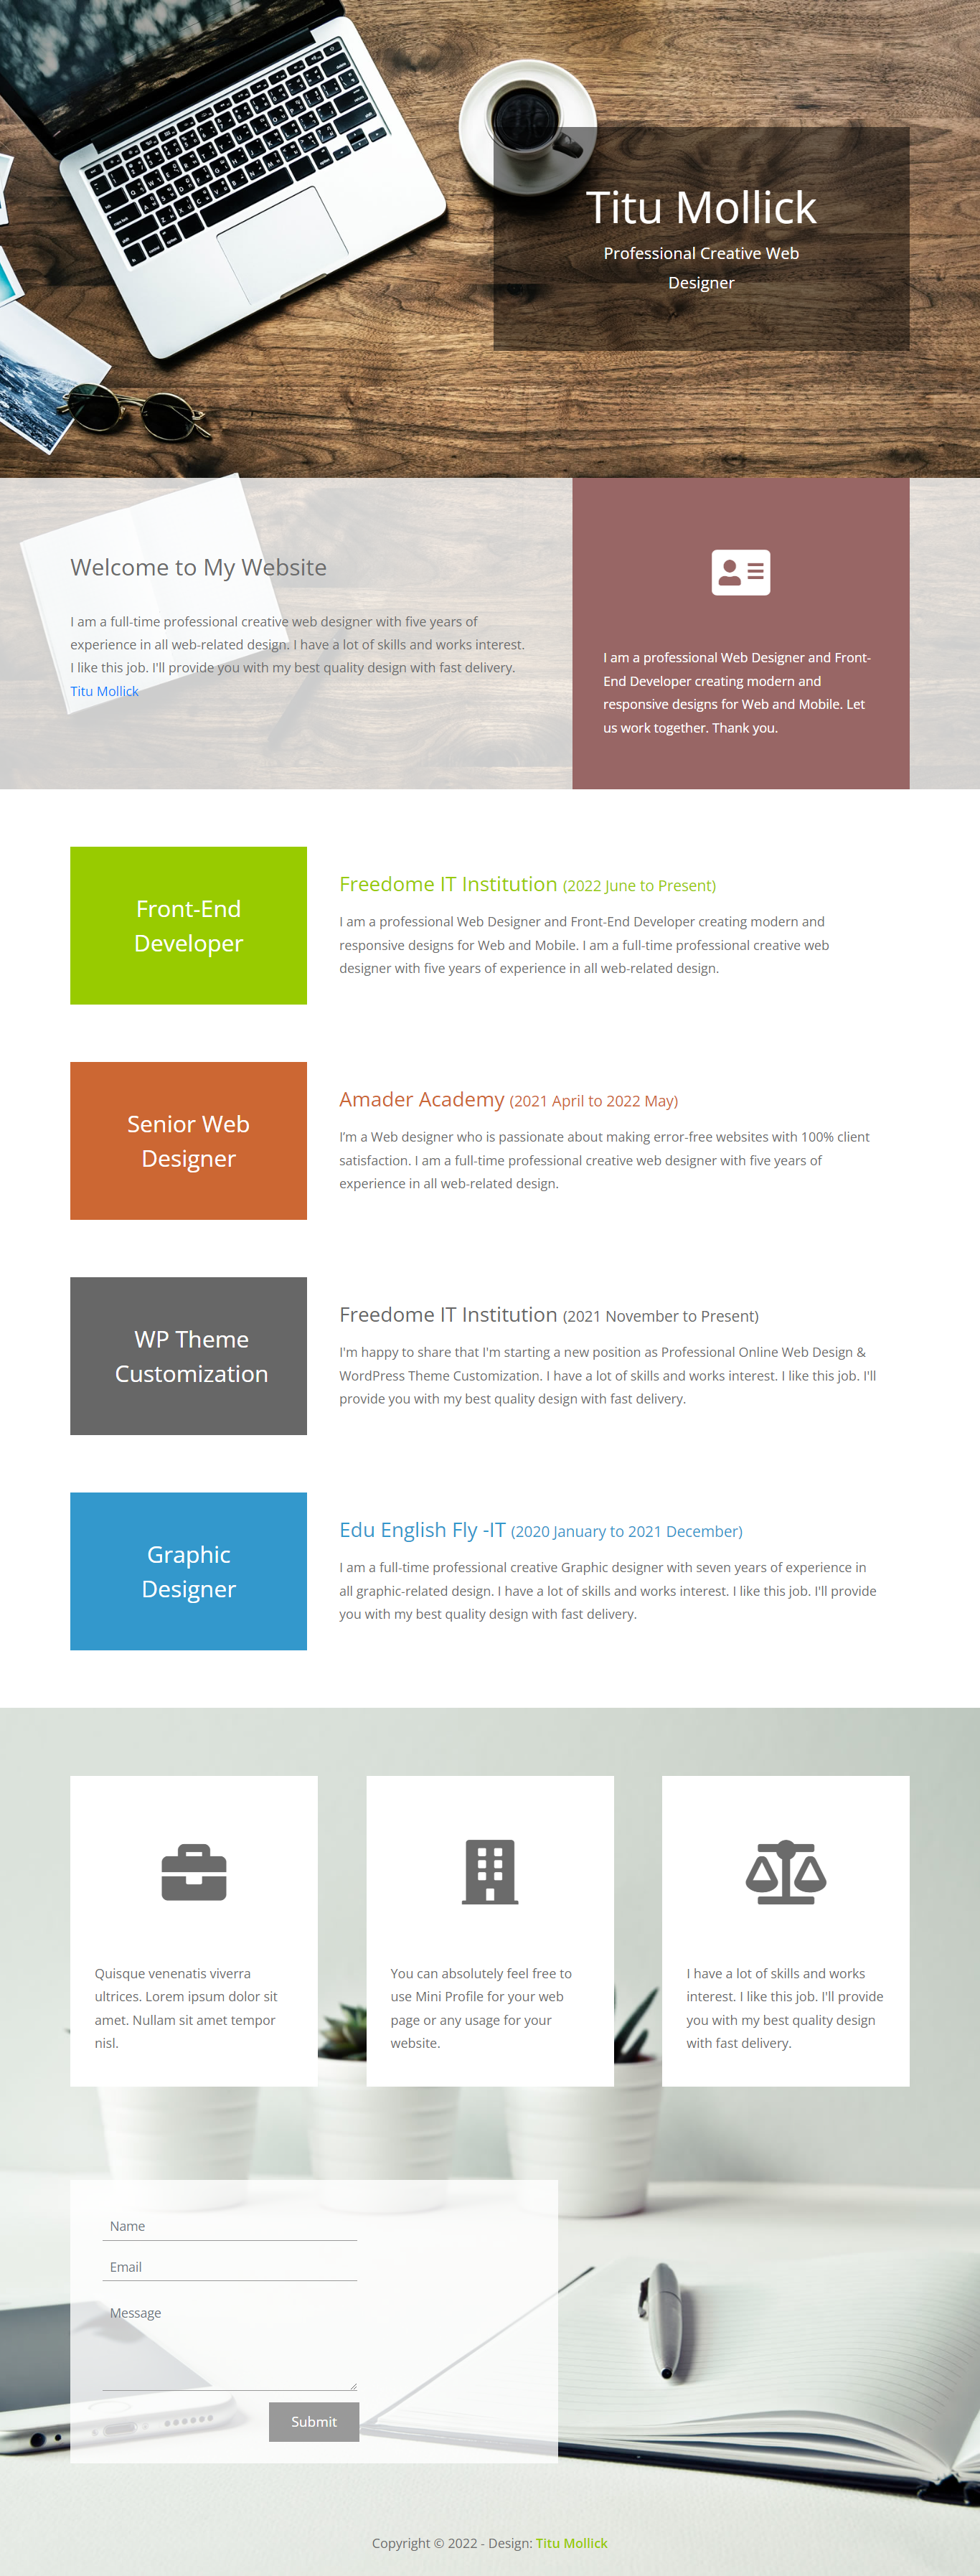 Titu Mollick
Professional Creative Web
Designer
Welcome to My Website
I am a full-time professional creative web designer with five years of
experience in all web-related design. I have a lot of skills and works interest.
I like this job. I'll provide you with my best quality design with fast delivery.
Titu Mollick
I am a professional Web Designer and Front-
End Developer creating modern and
responsive designs for Web and Mobile. Let
us work together. Thank you.
Front-End
Developer
Freedome IT Institution (2022 June to Present)
I am a professional Web Designer and Front-End Developer creating modern and
responsive designs for Web and Mobile. I am a full-time professional creative web
designer with five years of experience in all web-related design.
Senior Web
Designer
Amader Academy (2021 April to 2022 May)
I'm a Web designer who is passionate about making error-free websites with 100% client
satisfaction. I am a full-time professional creative web designer with five years of
experience in all web-related design.
WP Theme
Customization
Freedome IT Institution (2021 November to Present)
I'm happy to share that I'm starting a new position as Professional Online Web Design &
WordPress Theme Customization. I have a lot of skills and works interest. I like this job. I'll
provide you with my best quality design with fast delivery.
Graphic
Designer
Edu English Fly -IT (2020 January to 2021 December)
I am a full-time professional creative Graphic designer with seven years of experience in
all graphic-related design. I have a lot of skills and works interest. I like this job. I'll provide
you with my best quality design with fast delivery.
Quisque venenatis viverra
ultrices. Lorem ipsum dolor sit
amet. Nullam sit amet tempor
nisl.
You can absolutely feel free to
use Mini Profile for your web
page or any usage for your
website.
I have a lot of skills and works
interest. I like this job. I'll provide
you with my best quality design
with fast delivery.
Name
Email
Message
Submit
Copyright © 2022 - Design: Titu Mollick